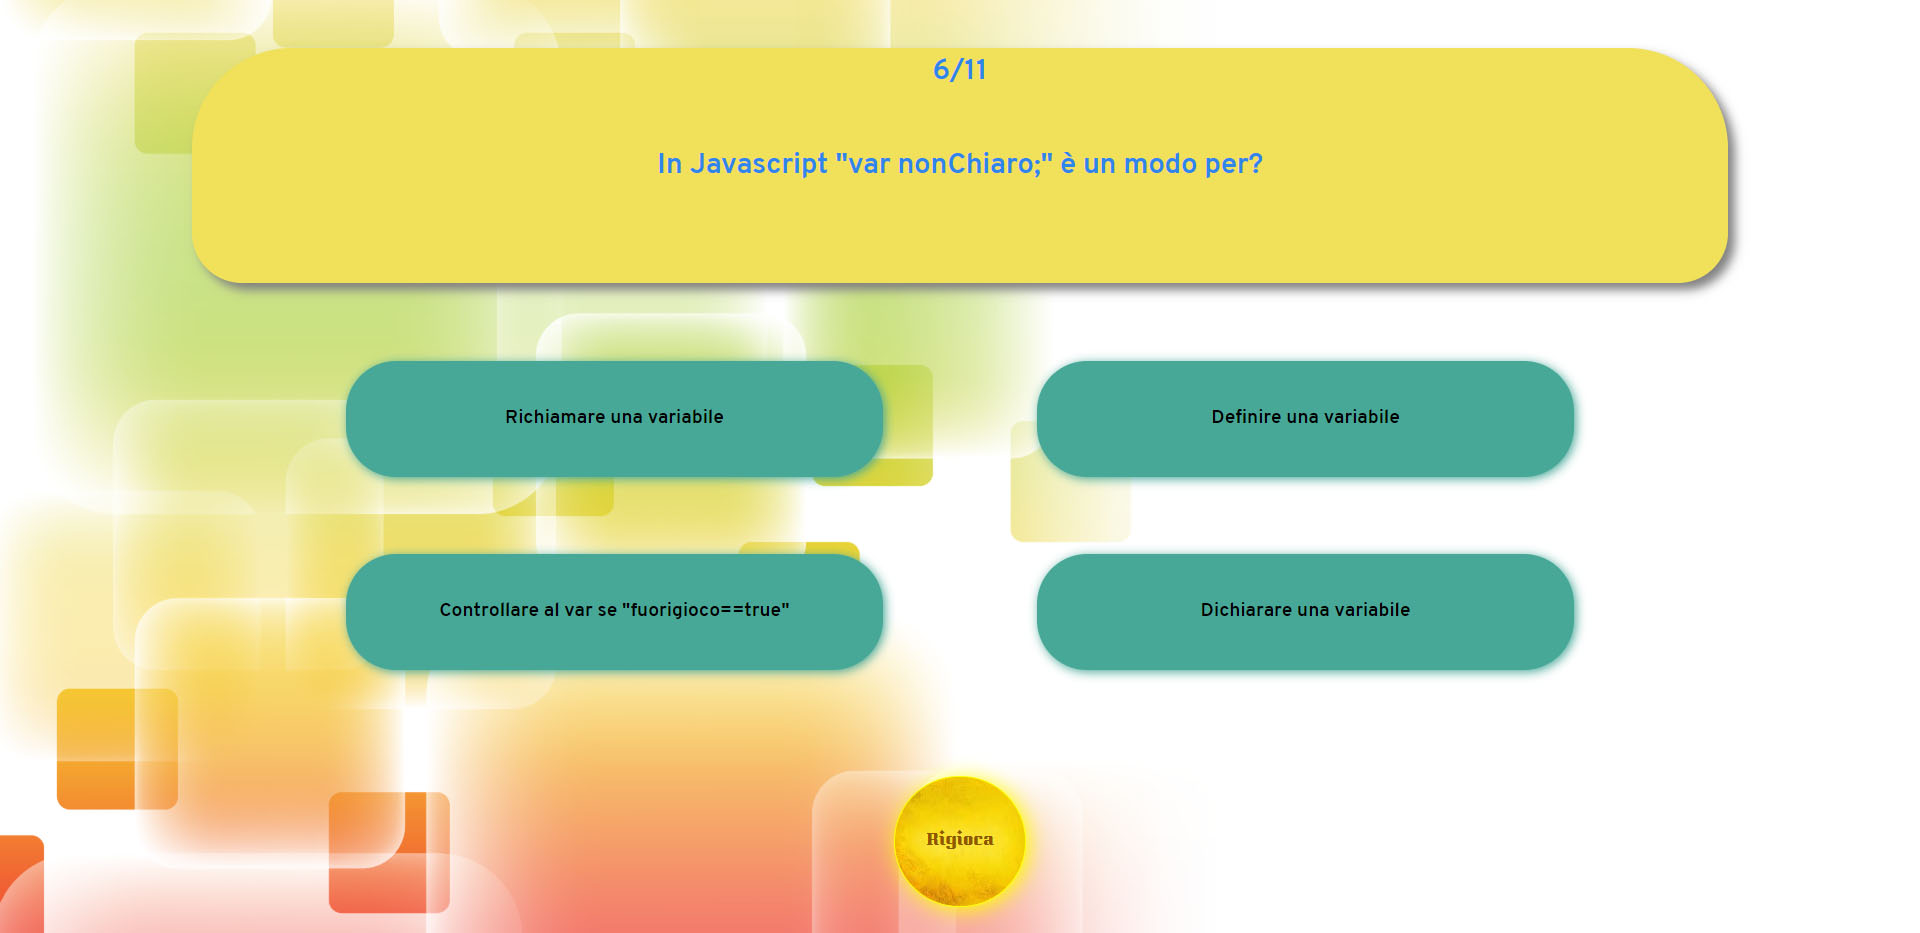 6/11
In Javascript "var nonChiaro;" è un modo per?
Richiamare una variabile
Definire una variabile
Controllare al var se "fuorigioco==true"
Dichiarare una variabile
Rigioca